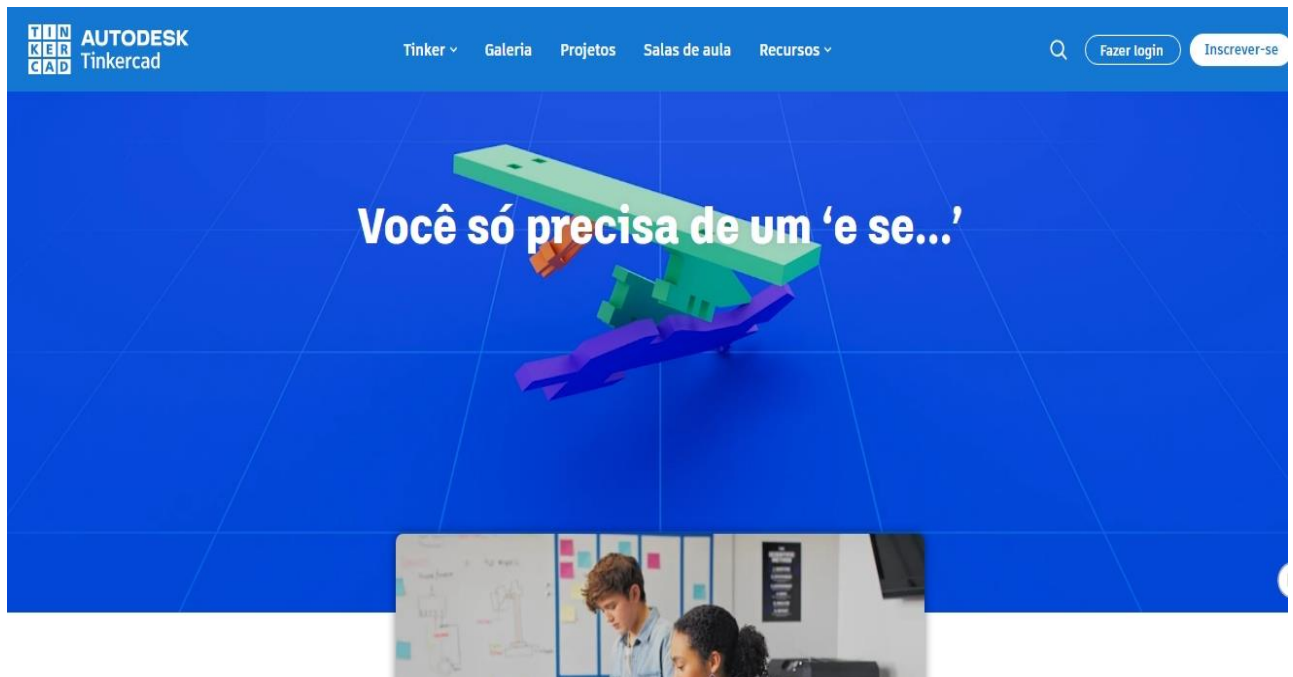 TIN
KER
CAD
AUTODESK
Tinkercad
Tinker
Galeria
Projetos
Salas de aula
Recursos
Fazer login
Inscrever-se
Você só precisa de um ‘e se...’